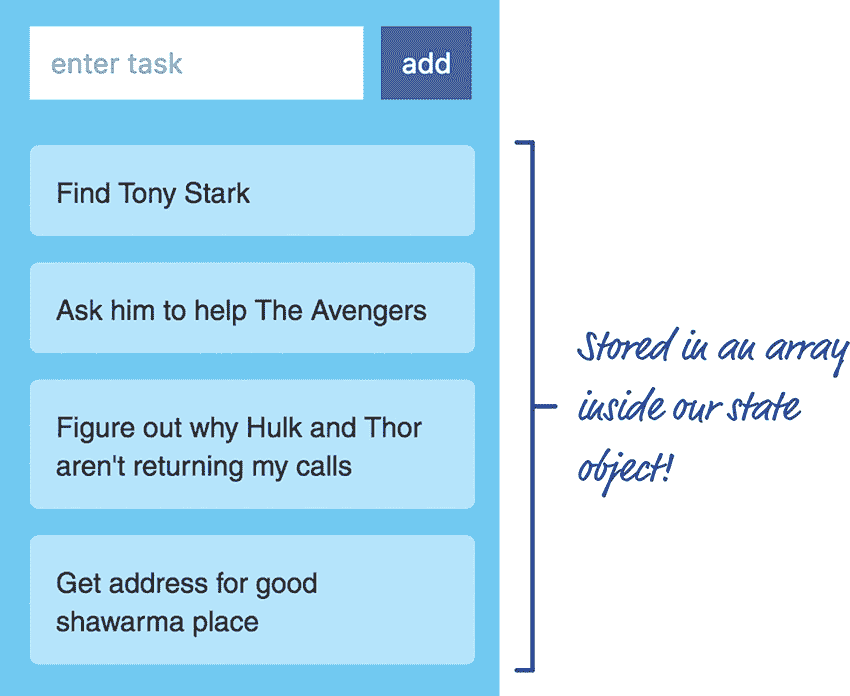 enter task
add
Find Tony Stark
Ask him to help The Avengers
Figure out why Hulk and Thor
aren't returning my calls
Get address for good
shawarma place
Stored in an array
inside our state
object!